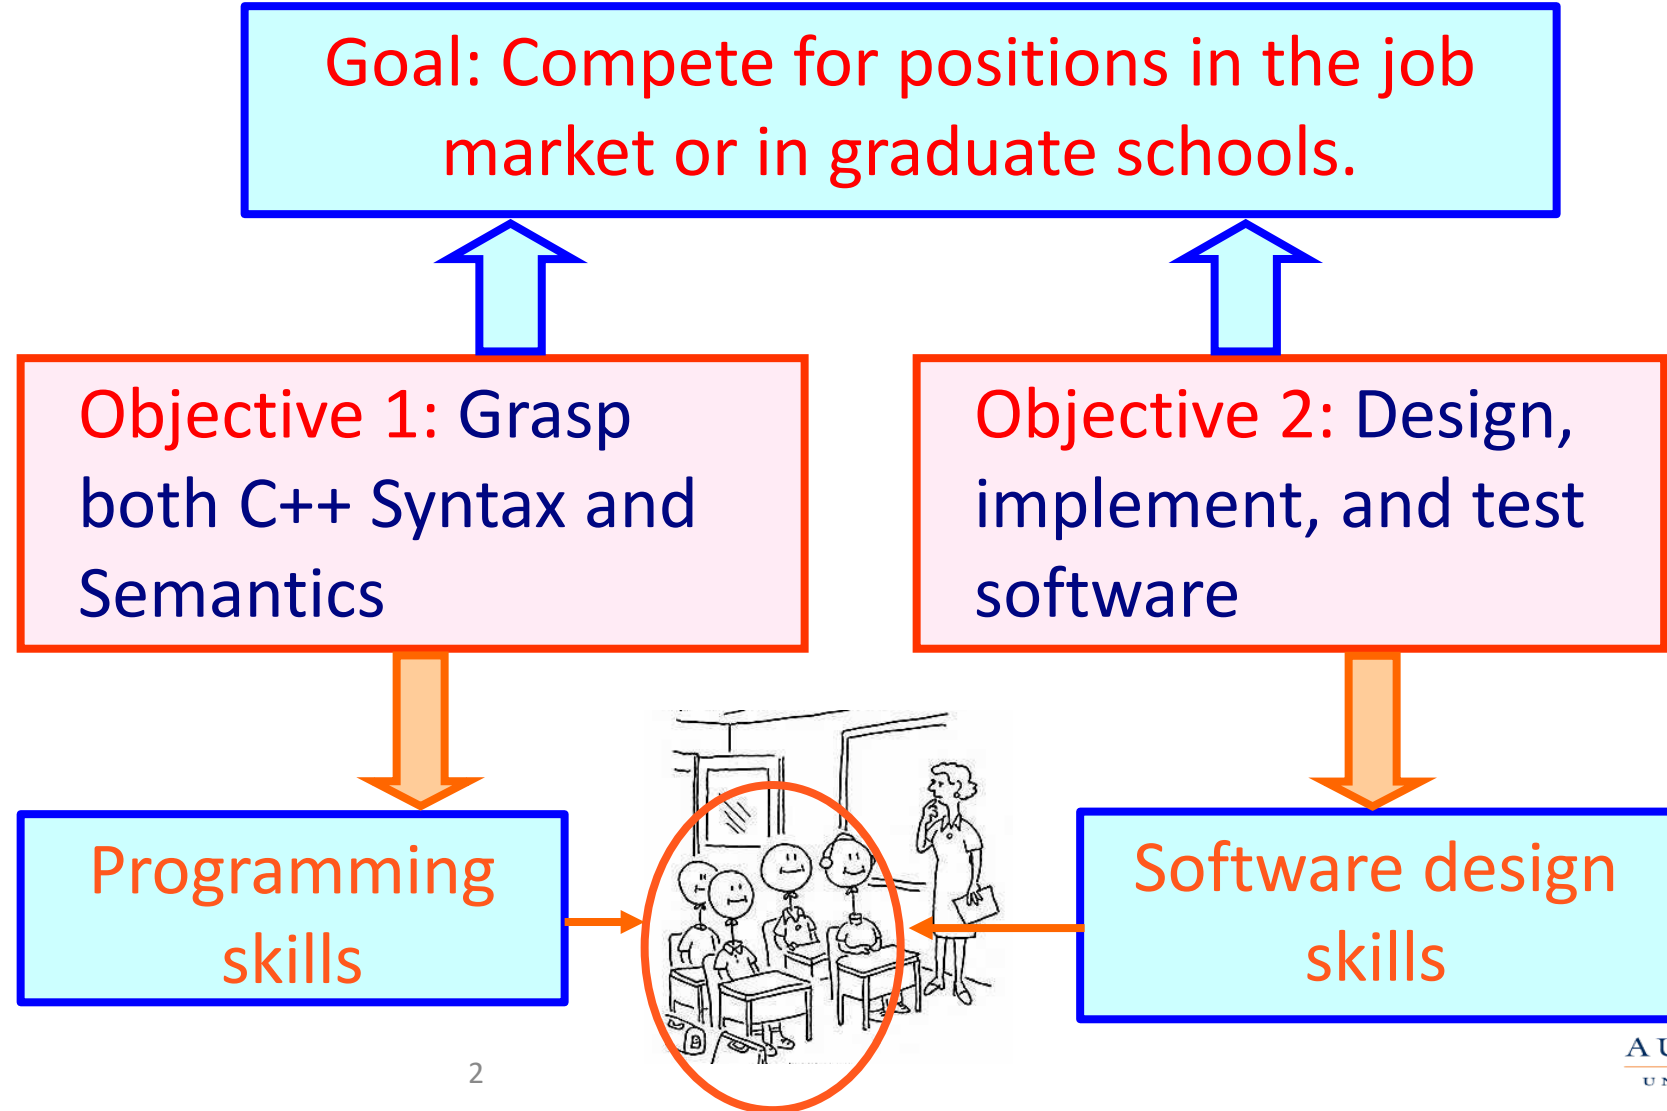 Goal: Compete for positions in the job
market or in graduate schools.
Objective 1: Grasp
both C++ Syntax and
Semantics
Objective 2: Design,
implement, and test
software
Programming
skills
Software design
skills
2